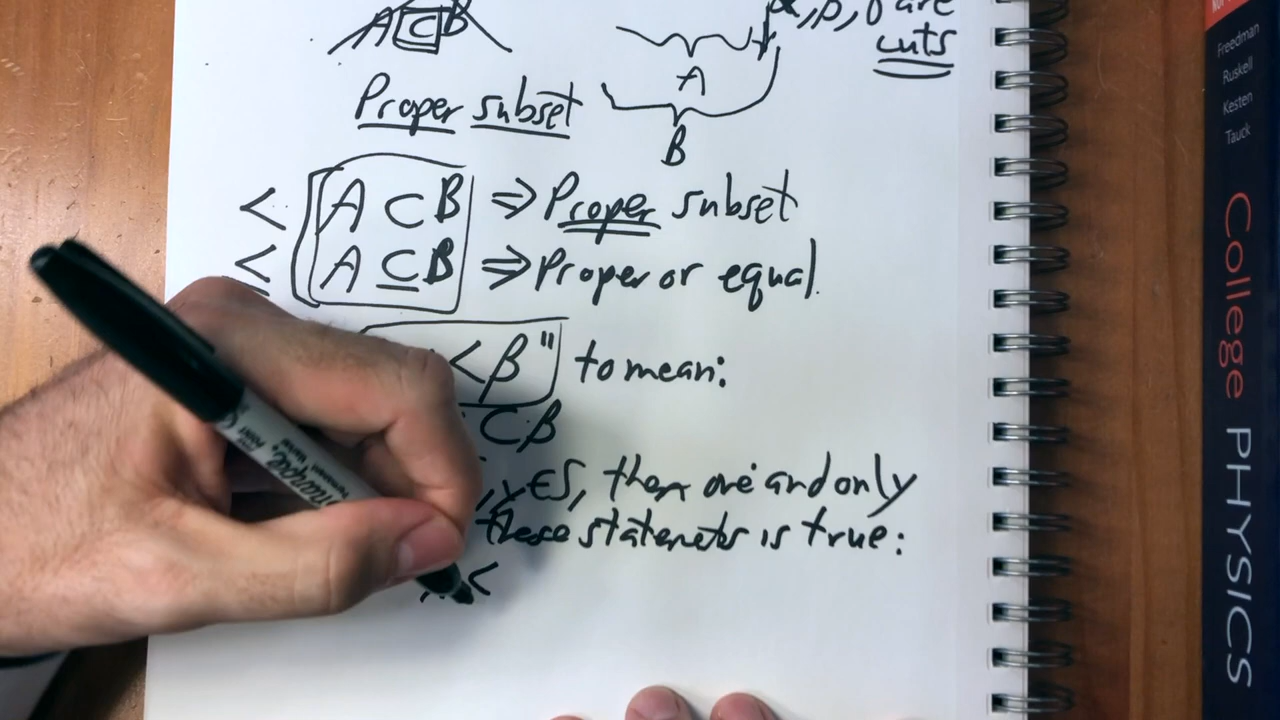 A ⊂ B
α, β, γ are
cuts
A
Proper subset
B
< A ⊂ B ⇒ Proper subset
≤ A ⊆ B ⇒ Proper or equal.
< β" to mean:
⊂ β
, y ∈ S, then one and only
these statenets is true:
<
Freedman
Ruskell
Kesten
Tauck
College PHYSICS